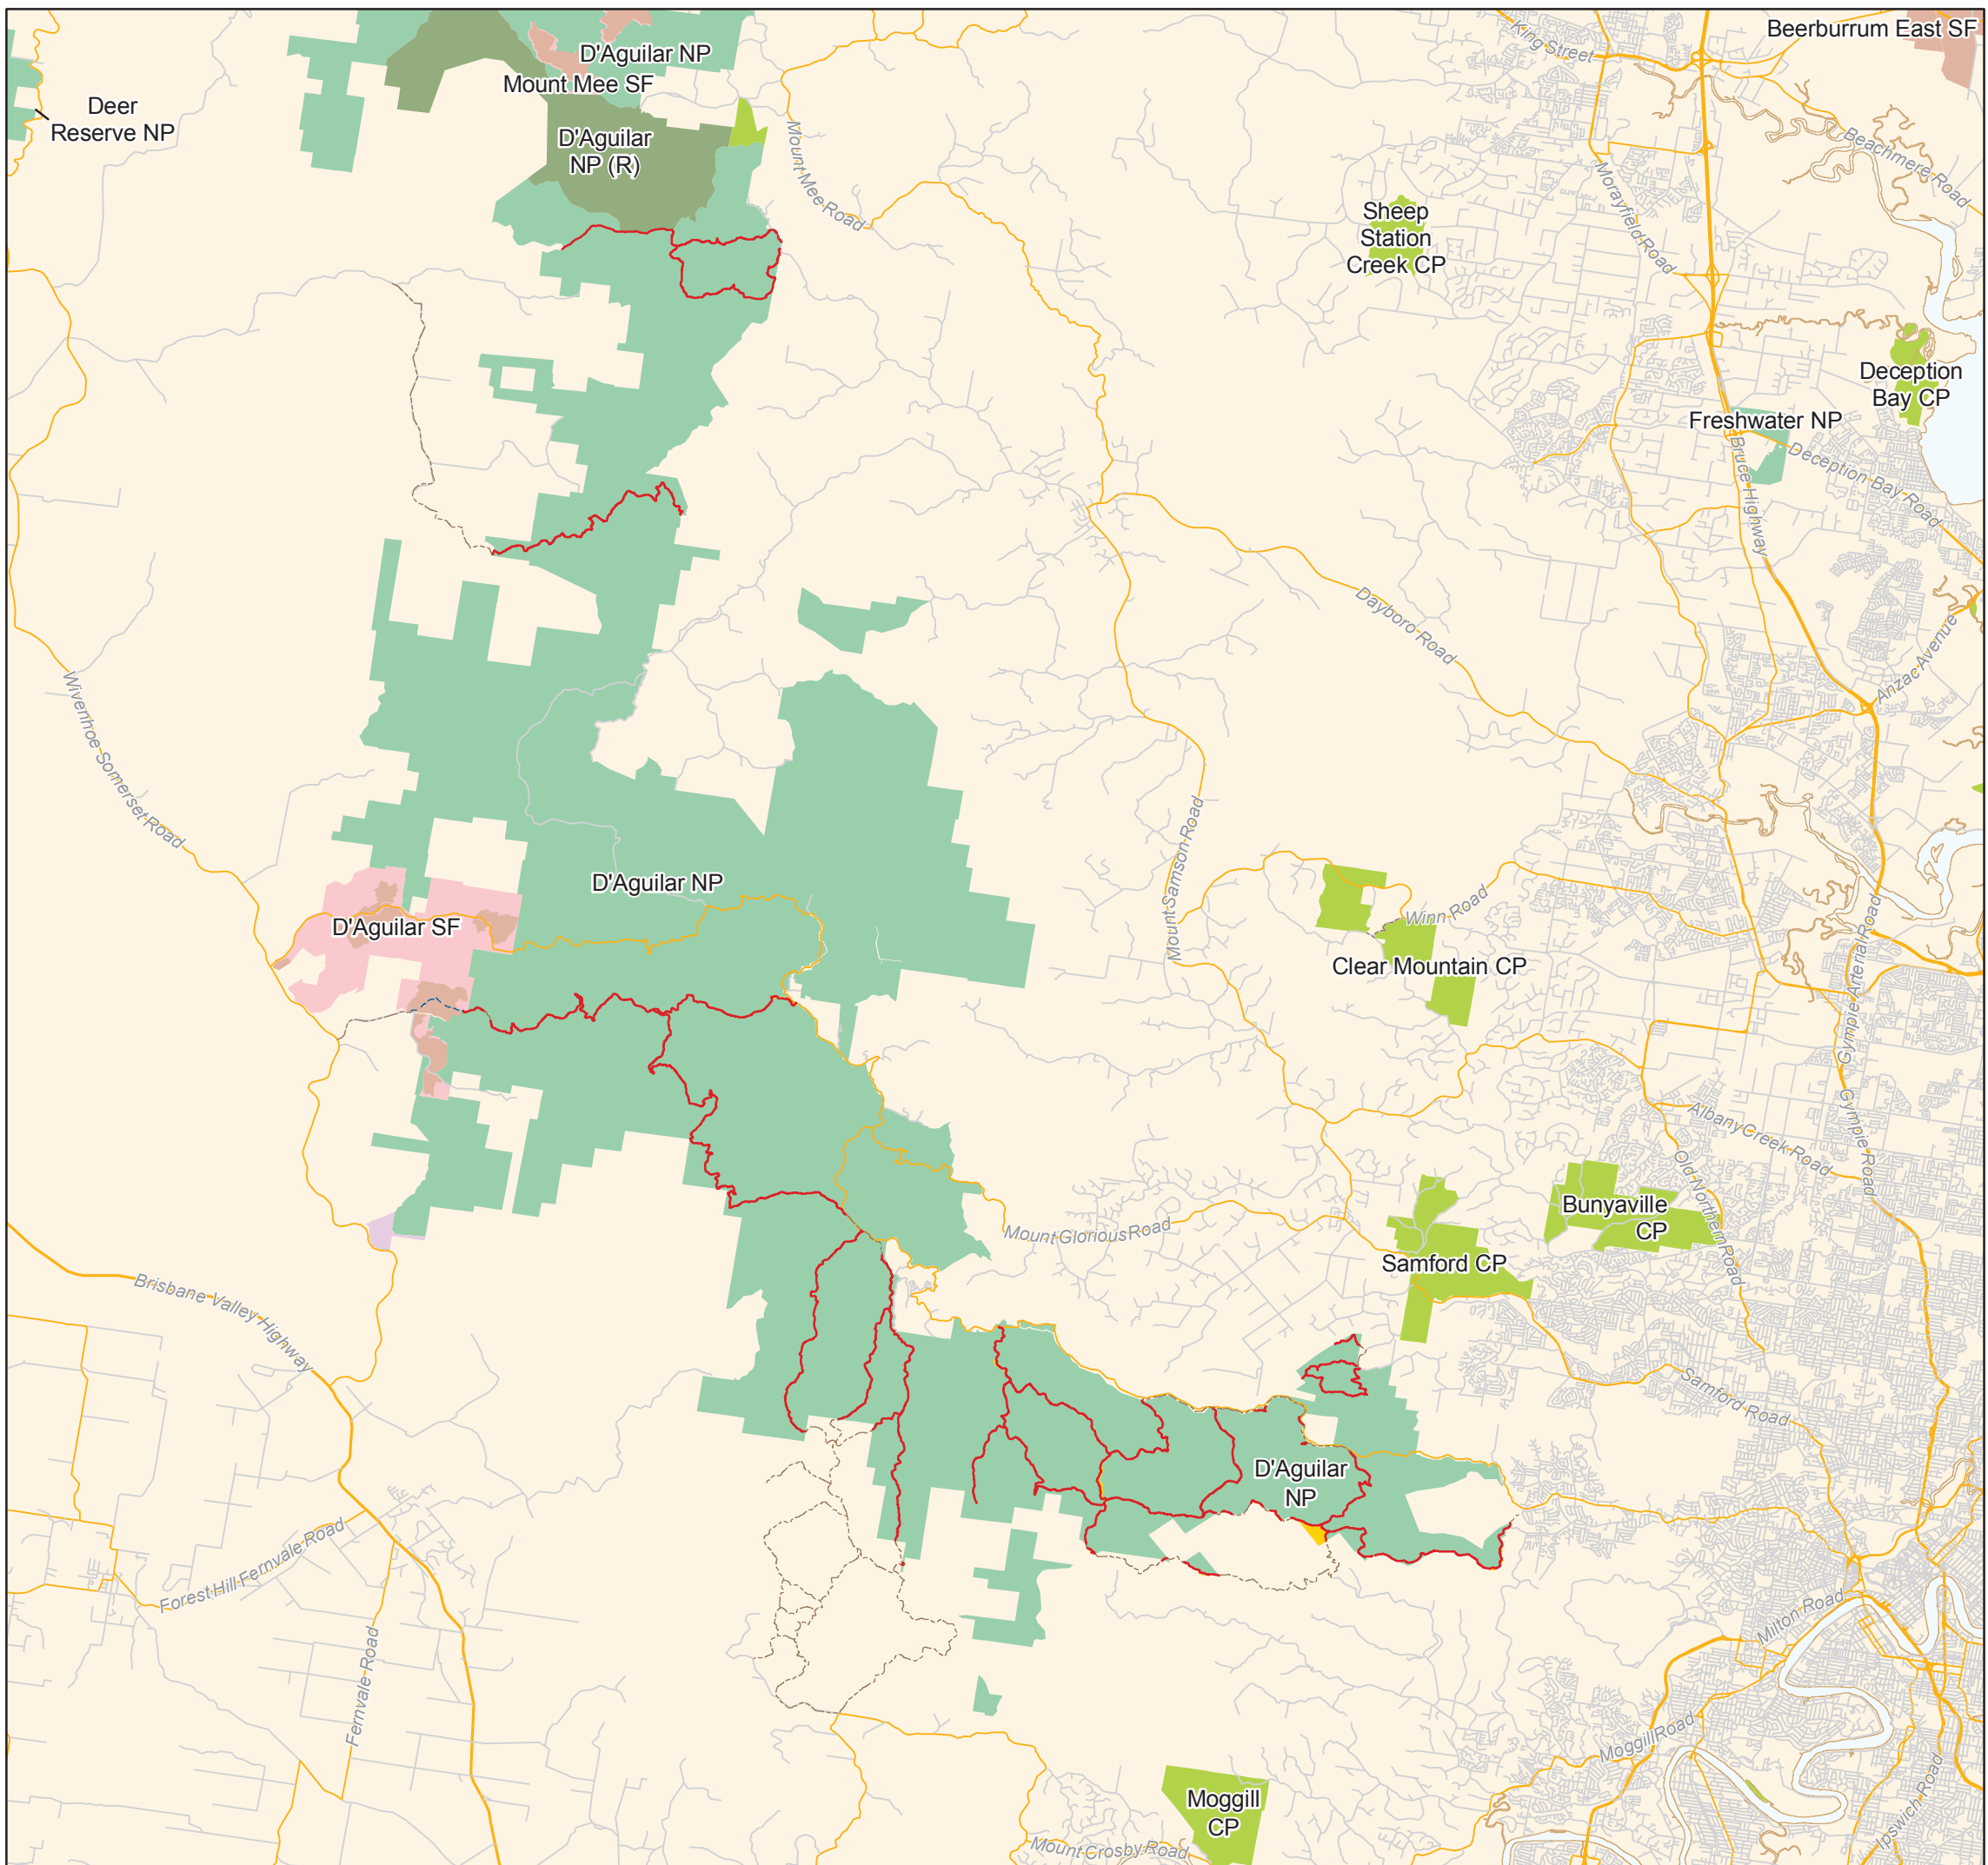 Beerburrum East SF
King Street
D'Aguilar NP
Mount Mee SF
Deer
Reserve NP
D'Aguilar
NP (R)
Mount Mee Road
Beachmere Road
Morayfield Road
Sheep
Station
Creek CP
Deception
Bay CP
Freshwater NP
Bruce Highway
Deception Bay Road
Dayboro Road
Anzac Avenue
Wivenhoe Somerset Road
Mount Samson Road
D'Aguilar NP
D'Aguilar SF
Winn Road
Clear Mountain CP
Gympie Arterial Road
Gympie Road
Albany Creek Road
Old Northern Road
Bunyaville
CP
Mount Glorious Road
Samford CP
Brisbane Valley Highway
Samford Road
D'Aguilar
NP
Forest Hill Fernvale Road
Fernvale Road
Milton Road
Moggill Road
Moggill
CP
Mount Crosby Road
Ipswich Road